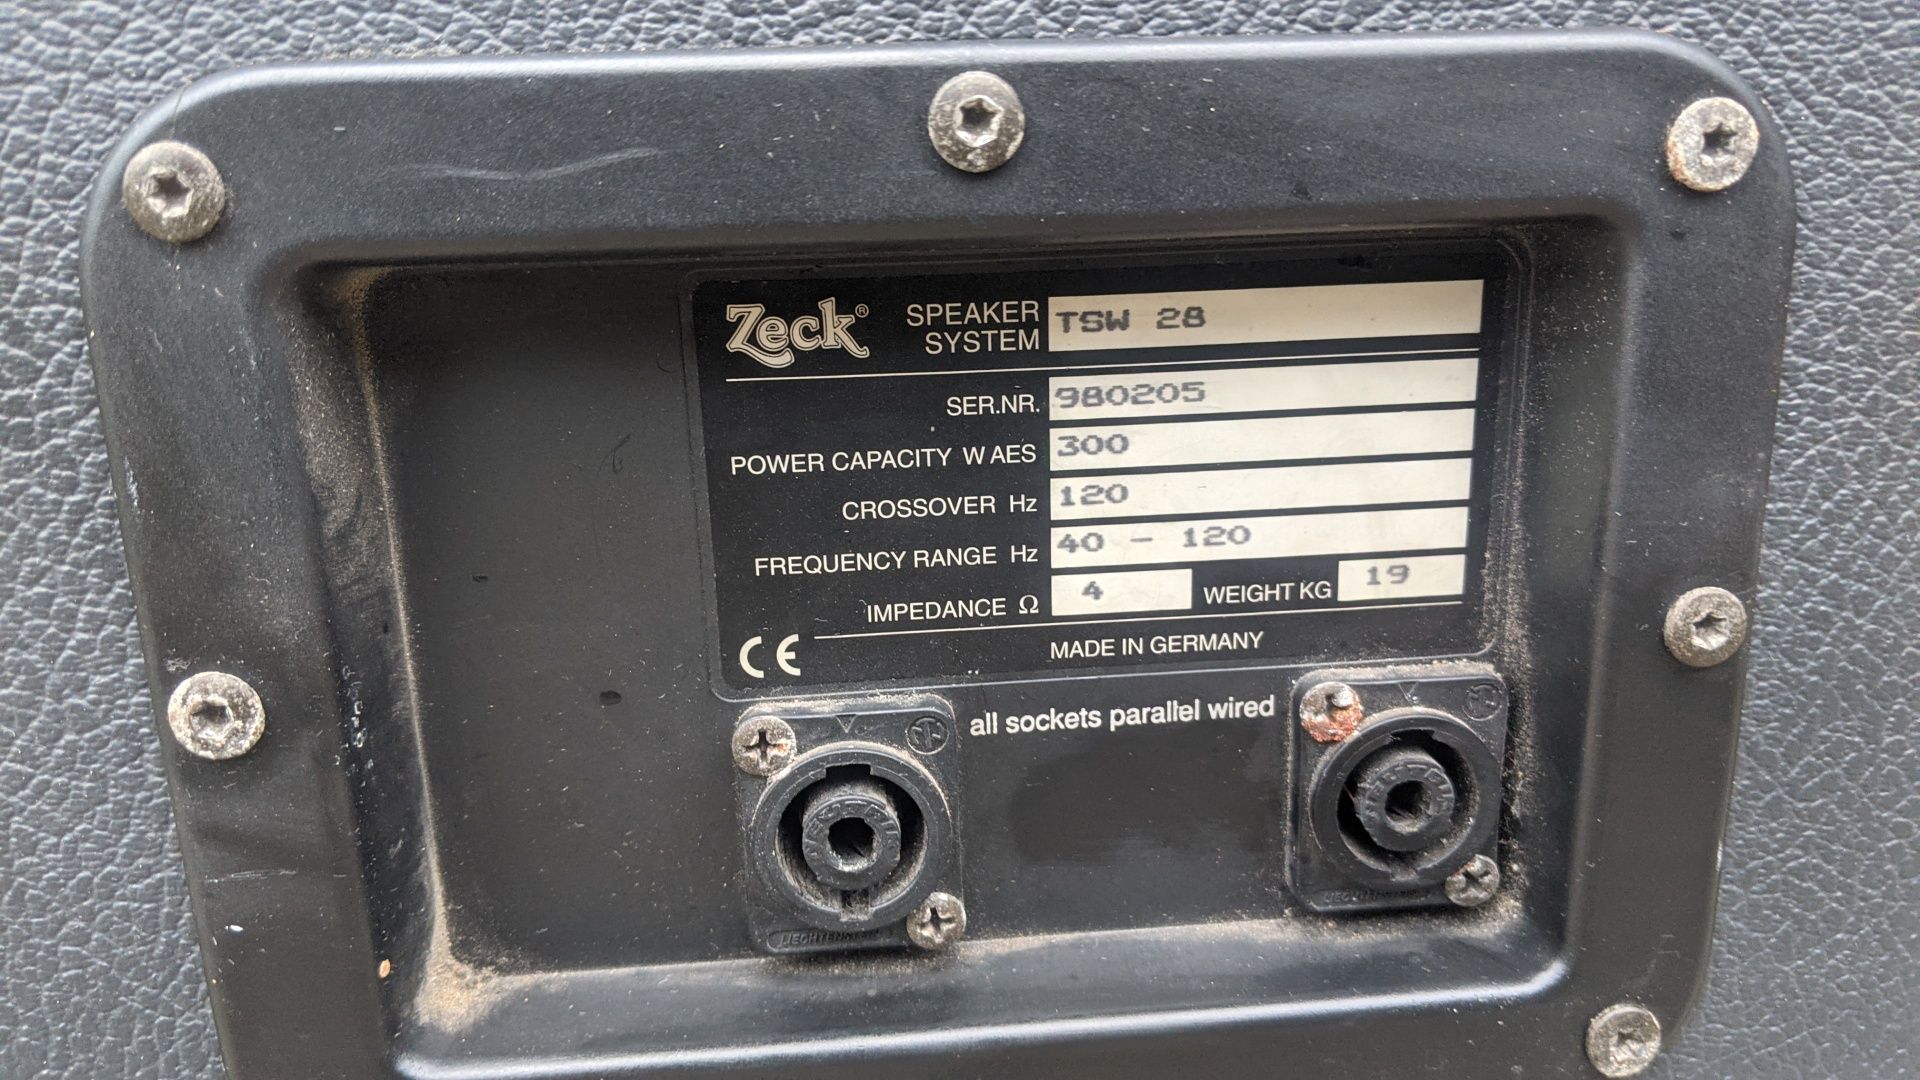 Zeck® SPEAKER SYSTEM TSW 28
SER.NR. 980205
POWER CAPACITY W AES 300
CROSSOVER Hz 120
FREQUENCY RANGE Hz 40 - 120
IMPEDANCE Ω 4 WEIGHT KG 19
CE MADE IN GERMANY
all sockets parallel wired
LIECHTENSTEIN